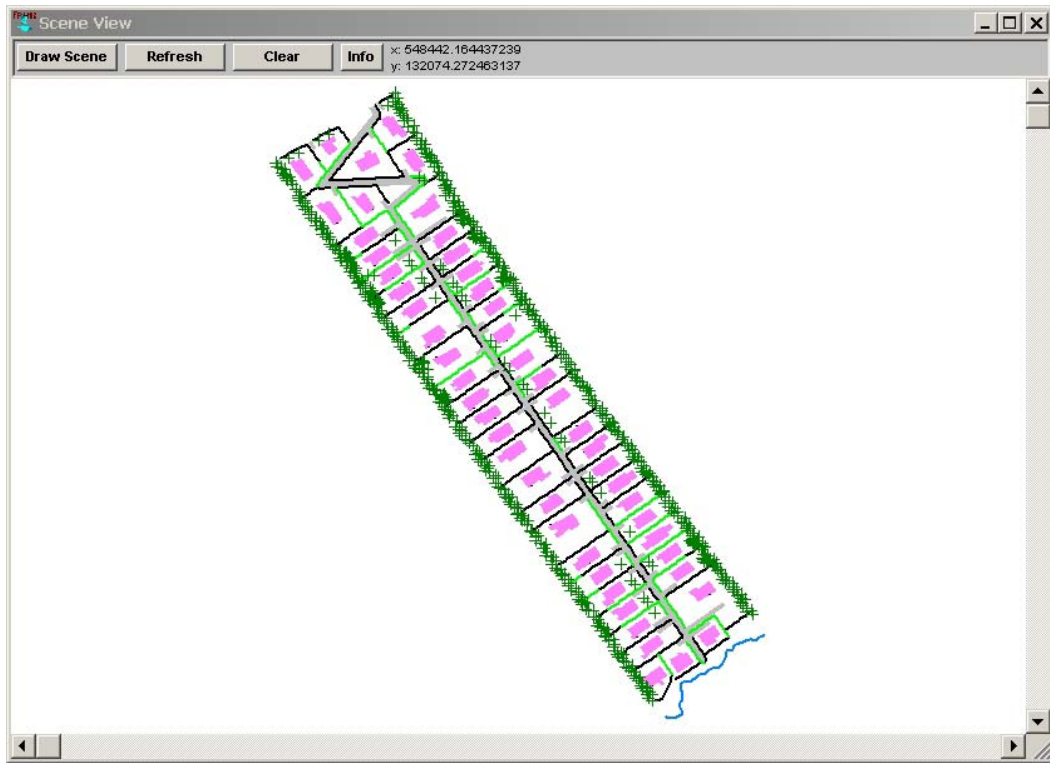 Scene View
Draw Scene Refresh Clear Info
x: 548442.164437239
y: 132074.272463137